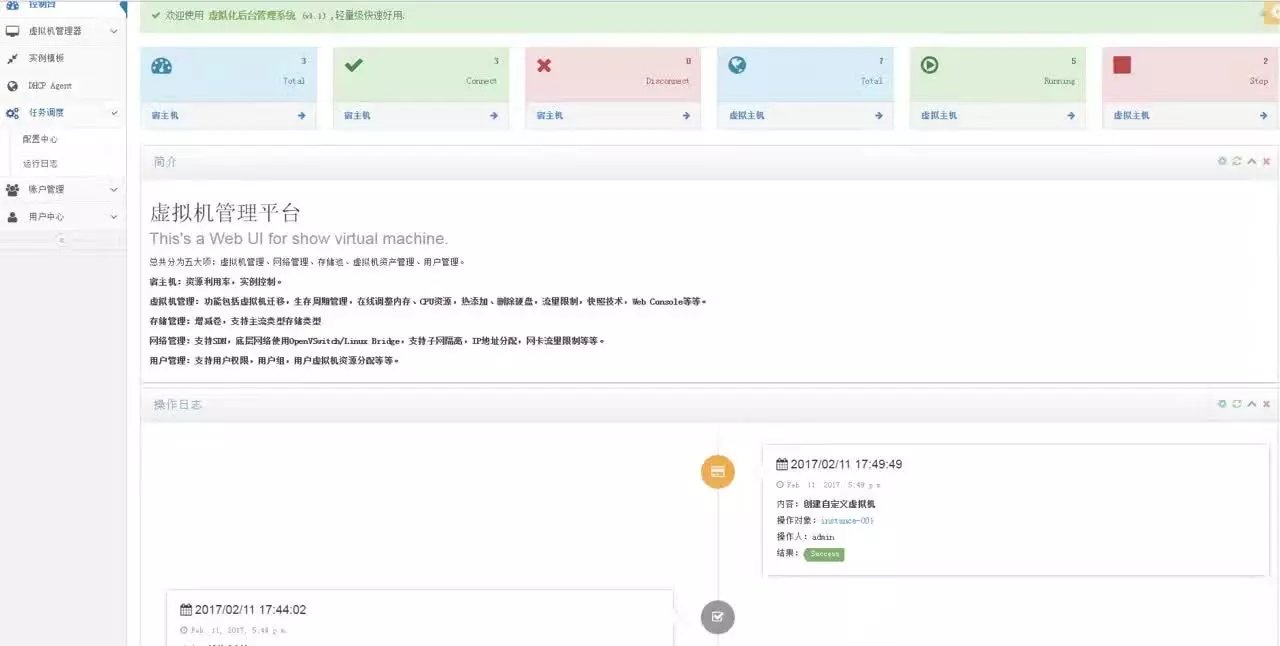 控制台
虚拟机管理器
实例模板
DHCP Agent
任务调度
配置中心
运行日志
账户管理
用户中心
欢迎使用 虚拟化后台管理系统 (v1.1) ,轻量级快速好用.
3
Total
宿主机
3
Connect
宿主机
0
Disconnect
宿主机
7
Total
虚拟主机
5
Running
虚拟主机
2
Stop
虚拟主机
简介
虚拟机管理平台
This's a Web UI for show virtual machine.
总共分为五大项：虚拟机管理、网络管理、存储池、虚拟机资产管理、用户管理。
宿主机：资源利用率，实例控制。
虚拟机管理：功能包括虚拟机迁移，生存周期管理，在线调整内存、CPU资源，热添加、删除硬盘，流里限制，快照技术，Web Console等等。
存储管理：增减卷，支持主流类型存储类型
网络管理：支持SDN，底层网络使用OpenVSwitch/Linux Bridge，支持子网隔离，IP地址分配，网卡流里限制等等。
用户管理：支持用户权限，用户组，用户虚拟机资源分配等等。
操作日志
2017/02/11 17:49:49
Feb. 11, 2017, 5:49 p.m.
内容：创建自定义虚拟机
操作对象：instance-001
操作人：admin
结果：Success
2017/02/11 17:44:02
Feb. 11, 2017, 5:44 p.m.